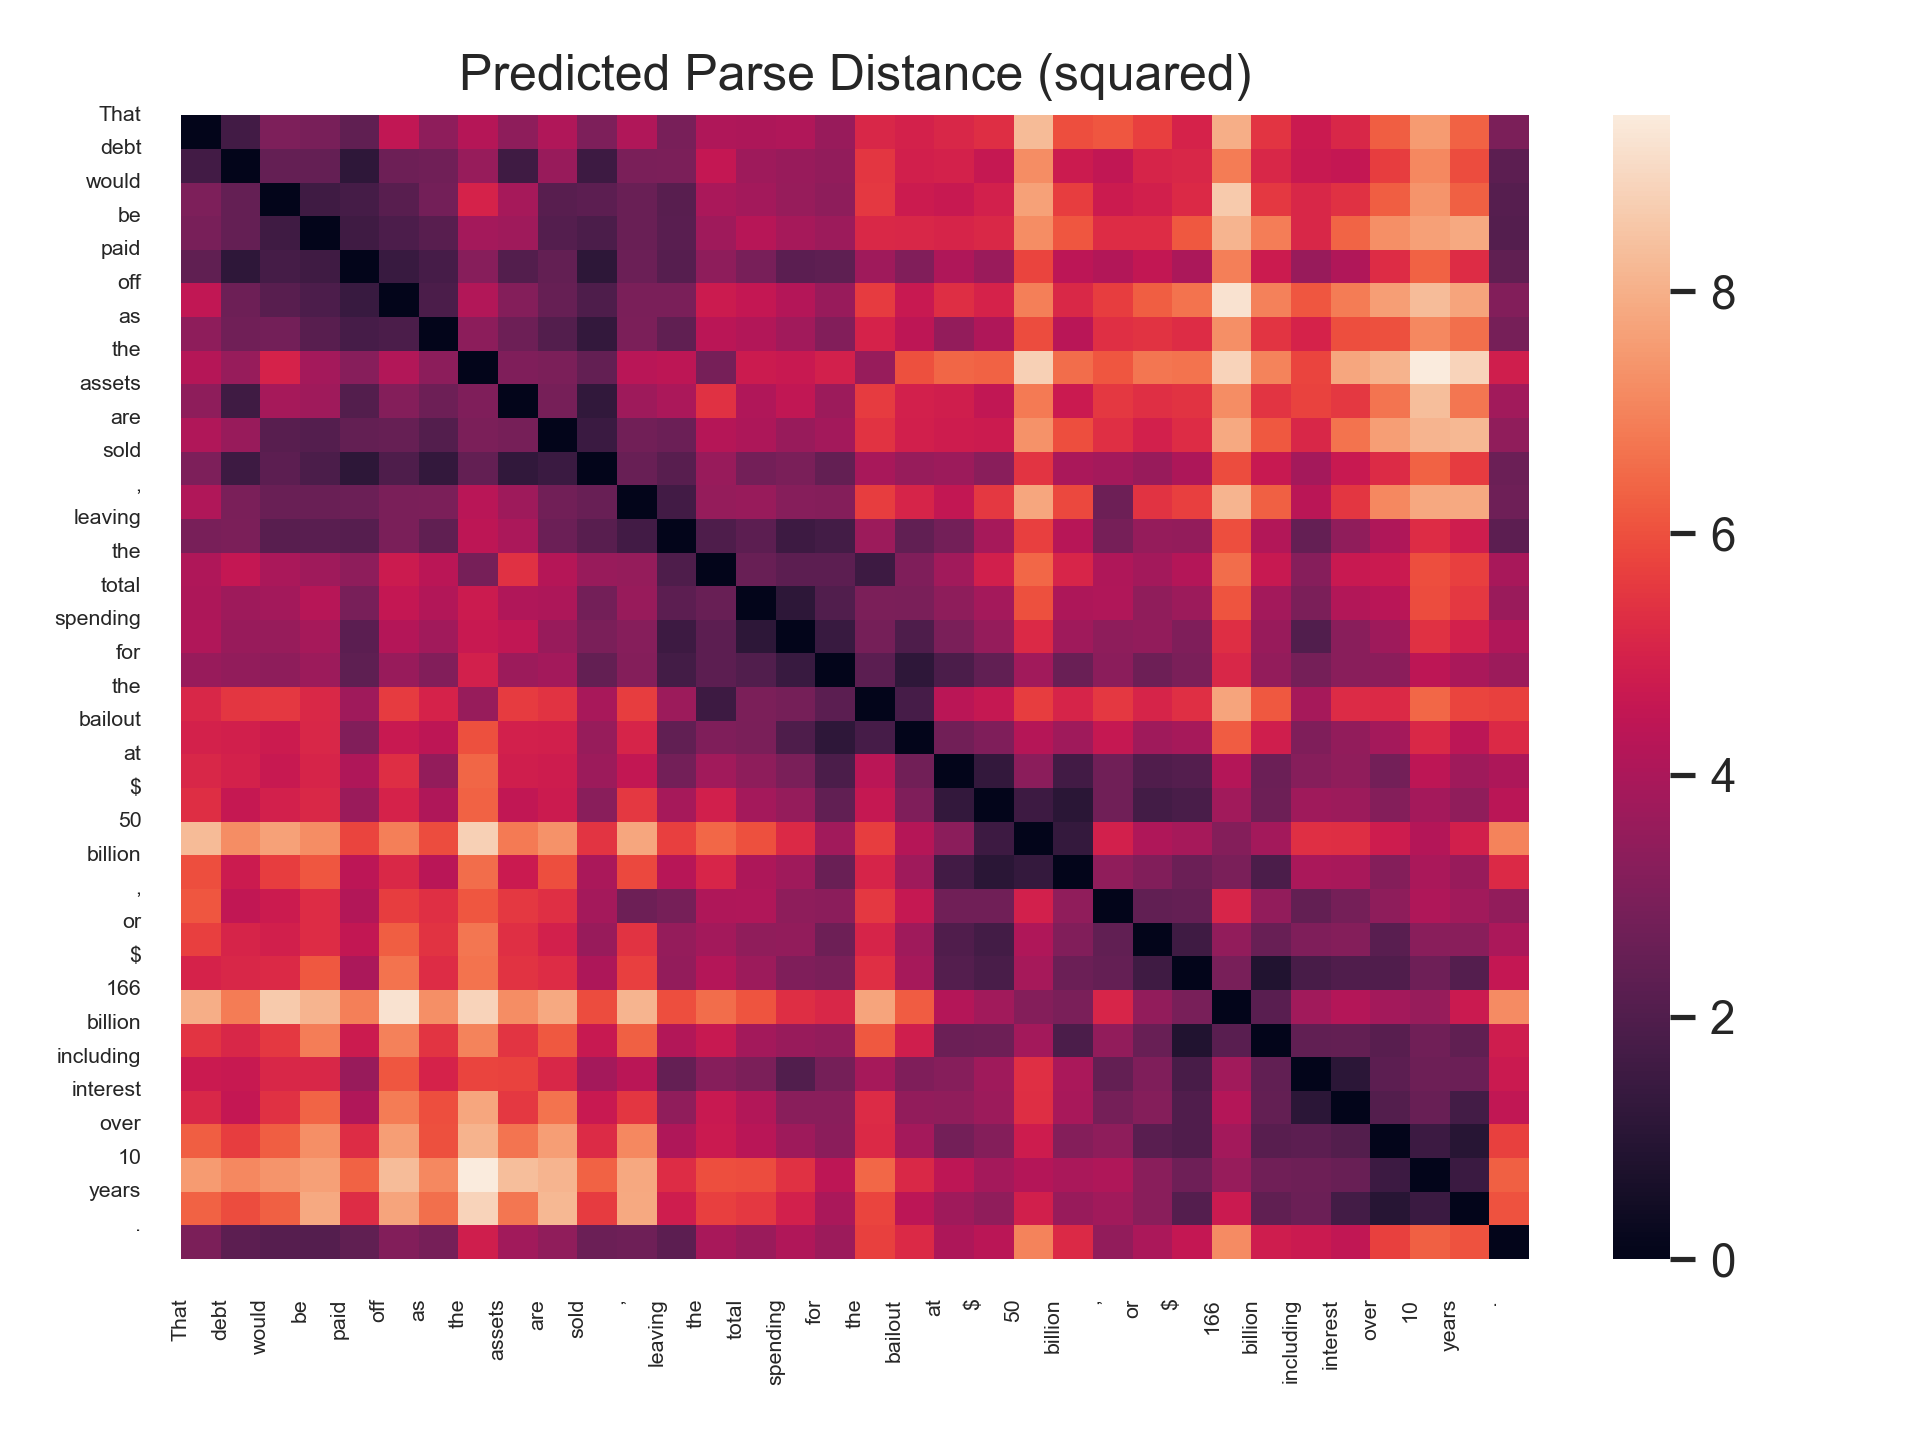 Predicted Parse Distance (squared)
That
debt
would
be
paid
off
as
the
assets
are
sold
,
leaving
the
total
spending
for
the
bailout
at
$
50
billion
,
or
$
166
billion
including
interest
over
10
years
.
That
debt
would
be
paid
off
as
the
assets
are
sold
,
leaving
the
total
spending
for
the
bailout
at
$
50
billion
,
or
$
166
billion
including
interest
over
10
years
.
8
6
4
2
0